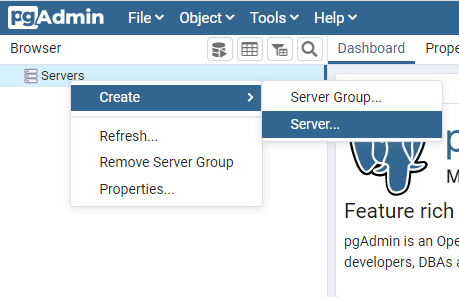 pgAdmin File Object Tools Help
Browser Dashboard Prope
Servers
Create Server Group...
Server...
Refresh...
Remove Server Group
Properties...
p
M
Feature rich
pgAdmin is an Ope
developers, DBAs a